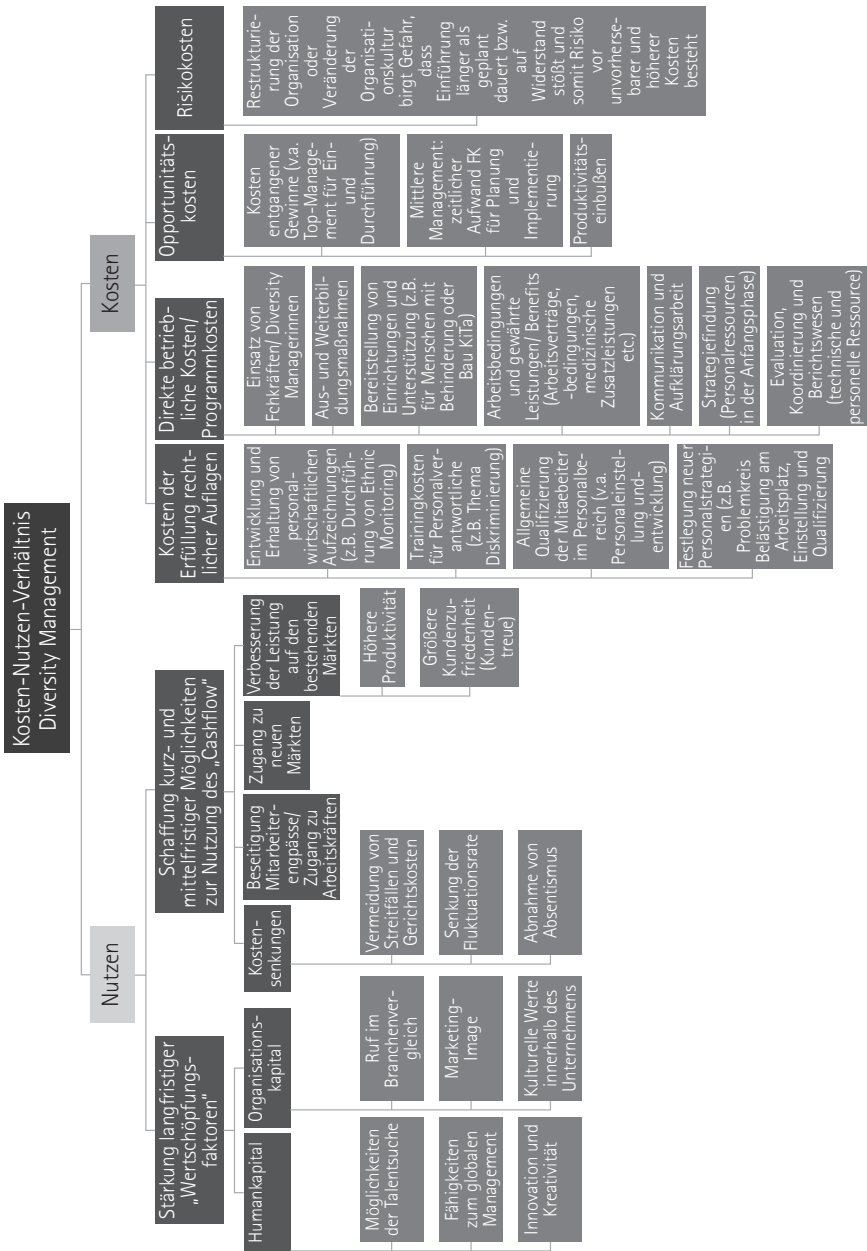 Kosten-Nutzen-Verhältnis
Diversity Management
Nutzen
Stärkung langfristiger
„Wertschöpfungs-
faktoren"
Humankapital
Möglichkeiten
der Talentsuche
Fähigkeiten
zum globalen
Management
Innovation und
Kreativität
Organisations-
kapital
Ruf im
Branchenver-
gleich
Marketing-
Image
Kulturelle Werte
innerhalb des
Unternehmens
Schaffung kurz- und
mittelfristiger Möglichkeiten
zur Nutzung des „Cashflow"
Kosten-
senkungen
Vermeidung von
Streitfällen und
Gerichtskosten
Senkung der
Fluktuationsrate
Abnahme von
Absentismus
Beseitigung
Mitarbeiter-
engpässe/
Zugang zu
Arbeitskräften
Zugang zu
neuen
Märkten
Verbesserung
der Leistung
auf den
bestehenden
Märkten
Höhere
Produktivität
Größere
Kundenzu-
friedenheit
(Kunden-
treue)
Kosten
Kosten der
Erfüllung recht-
licher Auflagen
Entwicklung und
Erhaltung von
personal-
wirtschaftlichen
Aufzeichnungen
(z.B. Durchfüh-
rung von Ethnic
Monitoring)
Trainingkosten
für Personalver-
antwortliche
(z.B. Thema
Diskriminierung)
Allgemeine
Qualifizierung
der Mitaebeiter
im Personalbe-
reich (v.a.
Personaleinstel-
lung und-
entwicklung)
Festlegung neuer
Personalstrategi-
en (z.B.
Problemkreis
Belästigung am
Arbeitsplatz,
Einstellung und
Qualifizierung
Direkte betrieb-
liche Kosten/
Programmkosten
Einsatz von
Fchkräften/ Diversity
Managerinnen
Aus- und Weiterbil-
dungsmaßnahmen
Bereitstellung von
Einrichtungen und
Unterstützung (z.B.
für Menschen mit
Behinderung oder
Bau KiTa)
Arbeitsbedingungen
und gewährte
Leistungen/ Benefits
(Arbeitsverträge,
-bedingungen,
medizinische
Zusatzleistungen
etc.)
Kommunikation und
Aufklärungsarbeit
Strategiefindung
(Personalressourcen
in der Anfangsphase)
Evaluation,
Koordinierung und
Berichtswesen
(technische und
personelle Ressource)
Opportunitäts-
kosten
Kosten
entgangener
Gewinne (v.a.
Top-Manage-
ment für Ein-
und
Durchführung)
Mittlere
Management:
zeitlicher
Aufwand FK
für Planung
und
Implementie-
rung
Produktivitäts-
einbußen
Risikokosten
Restrukturie-
rung der
Organisation
oder
Veränderung
der
Organisati-
onskultur
birgt Gefahr,
dass
Einführung
länger als
geplant
dauert bzw.
auf
Widerstand
stößt und
somit Risiko
vor
unvorherse-
barer und
höherer
Kosten
besteht